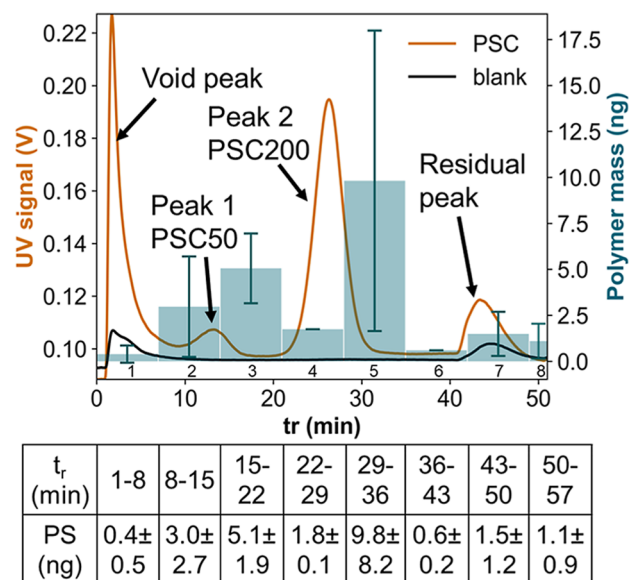 0.22
0.20
0.18
0.16
0.14
0.12
0.10
UV signal (V)
Void peak
Peak 2
PSC200
Peak 1
PSC50
Residual
peak
PSC
blank
17.5
15.0
12.5
10.0
7.5
5.0
2.5
0.0
Polymer mass (ng)
1 2 3 4 5 6 7 8
0 10 20 30 40 50
tr (min)
tr (min) 1-8 8-15 15-22 22-29 29-36 36-43 43-50 50-57
PS (ng) 0.4±0.5 3.0±2.7 5.1±1.9 1.8±0.1 9.8±8.2 0.6±0.2 1.5±1.2 1.1±0.9